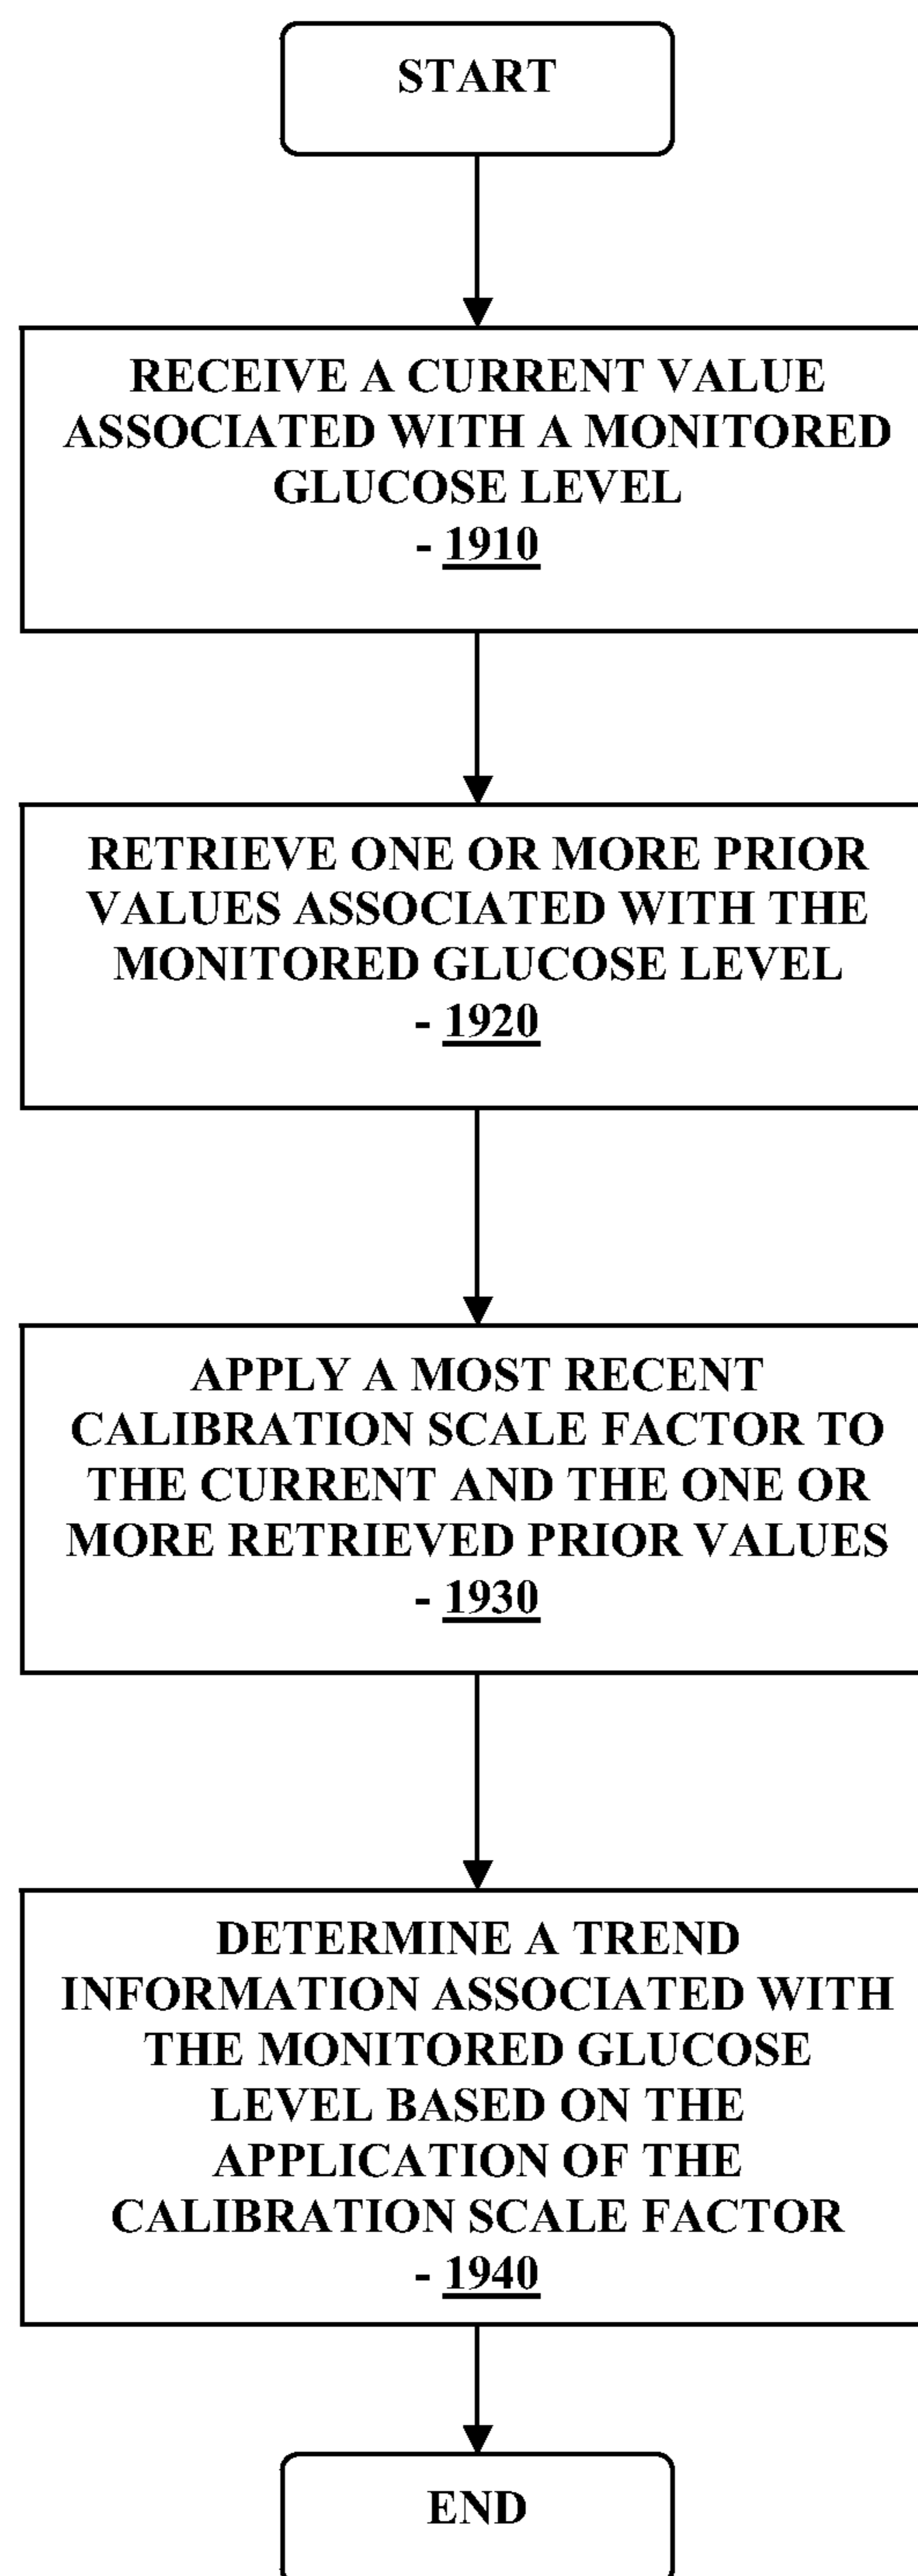 START
RECEIVE A CURRENT VALUE
ASSOCIATED WITH A MONITORED
GLUCOSE LEVEL
- 1910
RETRIEVE ONE OR MORE PRIOR
VALUES ASSOCIATED WITH THE
MONITORED GLUCOSE LEVEL
- 1920
APPLY A MOST RECENT
CALIBRATION SCALE FACTOR TO
THE CURRENT AND THE ONE OR
MORE RETRIEVED PRIOR VALUES
- 1930
DETERMINE A TREND
INFORMATION ASSOCIATED WITH
THE MONITORED GLUCOSE
LEVEL BASED ON THE
APPLICATION OF THE
CALIBRATION SCALE FACTOR
- 1940
END